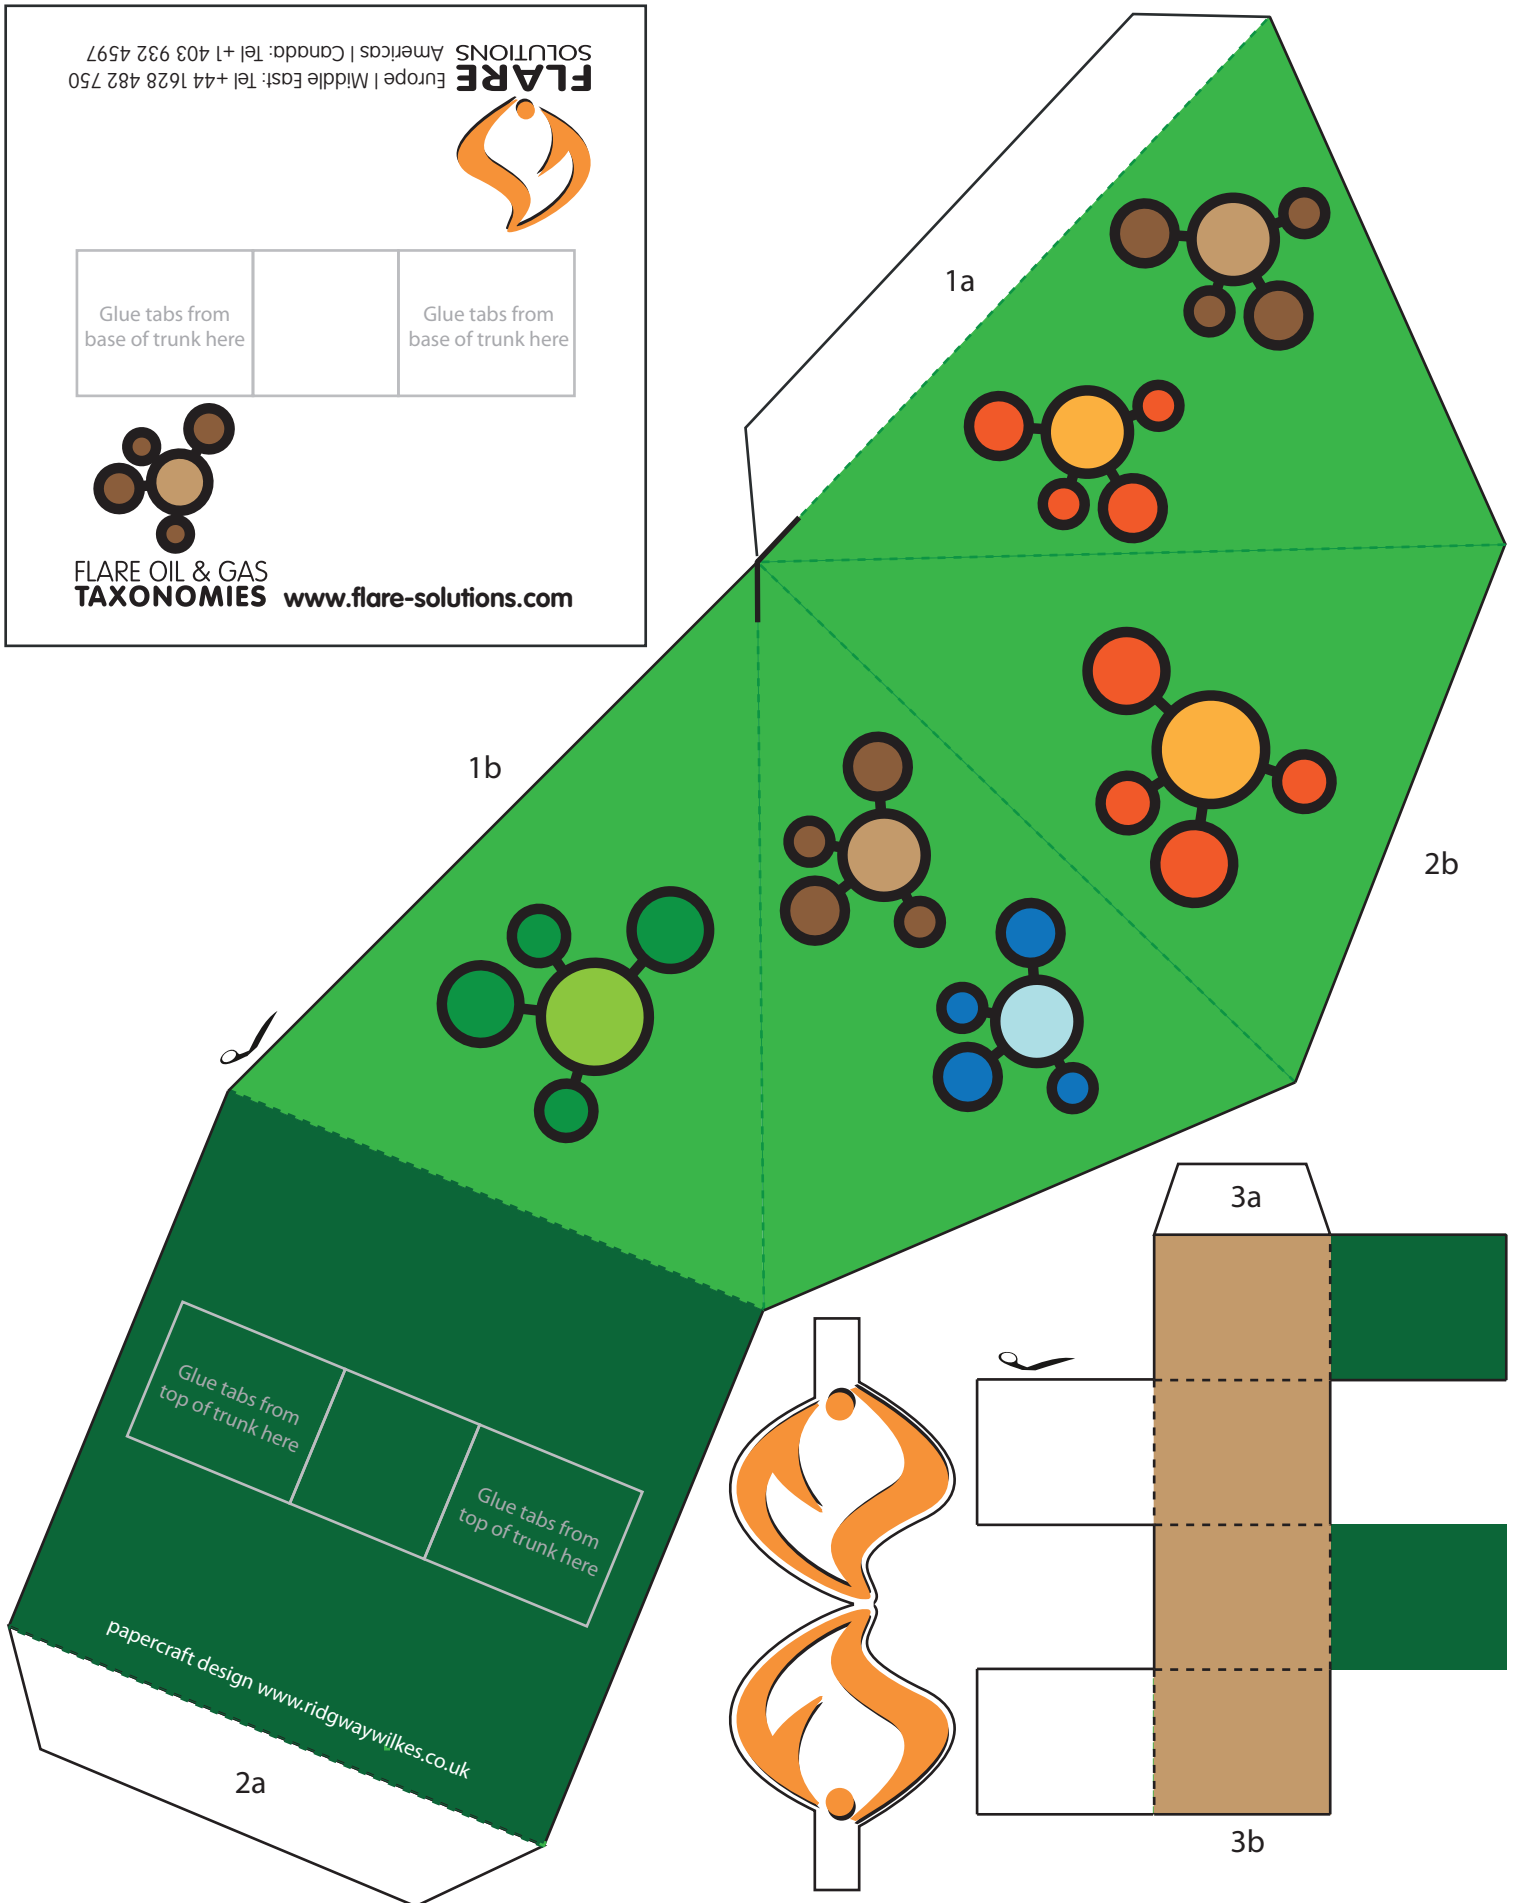 FLARE
SOLUTIONS
Europe | Middle East: Tel +44 1628 482 750
Americas | Canada: Tel: +1 403 932 4597
Glue tabs from
base of trunk here
Glue tabs from
base of trunk here
FLARE OIL & GAS
TAXONOMIES
www.flare-solutions.com
1a
1b
2b
Glue tabs from
top of trunk here
Glue tabs from
top of trunk here
papercraft design www.ridgwaywilkes.co.uk
2a
3a
3b